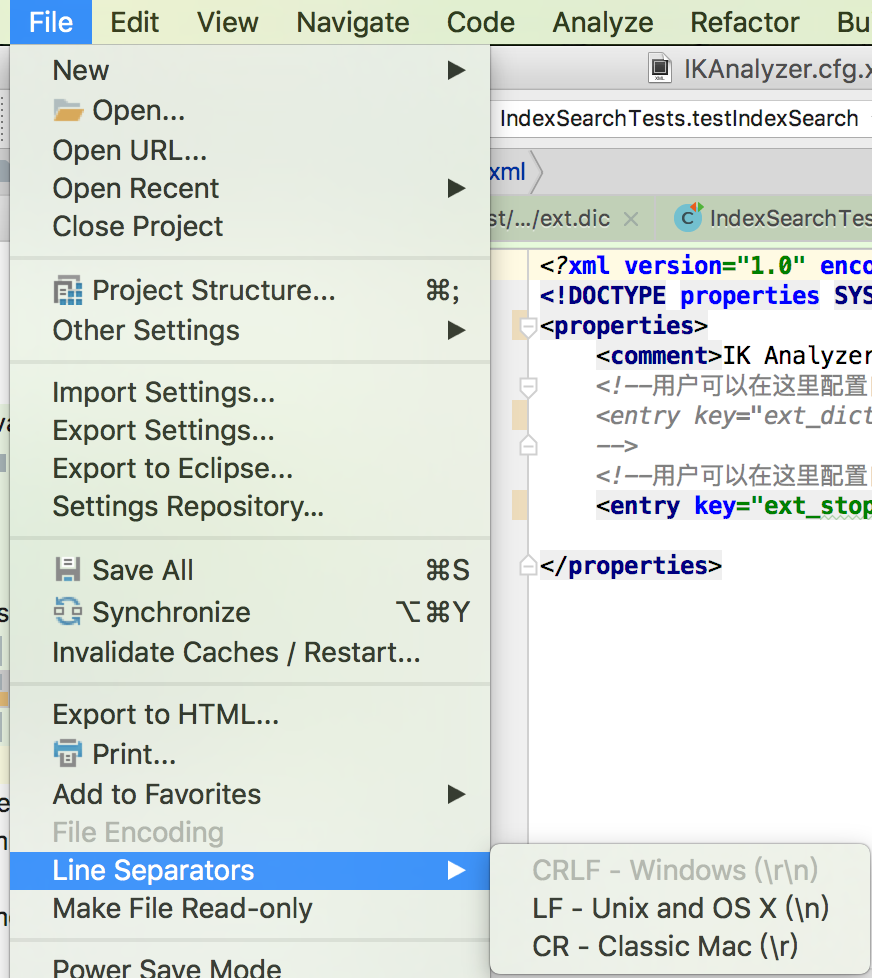 File Edit View Navigate Code Analyze Refactor Bu
New
Open...
Open URL...
Open Recent
Close Project
Project Structure... ⌘;
Other Settings
Import Settings...
Export Settings...
Export to Eclipse...
Settings Repository...
Save All ⌘S
Synchronize ⌥⌘Y
Invalidate Caches / Restart...
Export to HTML...
Print...
Add to Favorites
File Encoding
Line Separators
Make File Read-only
Power Save Mode
CRLF - Windows (\r\n)
LF - Unix and OS X (\n)
CR - Classic Mac (\r)
IKAnalyzer.cfg.x
IndexSearchTests.testIndexSearch
xml
st/.../ext.dic IndexSearchTes
<?xml version="1.0" enco
<!DOCTYPE properties SYS
<properties>
<comment>IK Analyzer
<!--用户可以在这里配置
<entry key="ext_dict
-->
<!--用户可以在这里配置
<entry key="ext_stop
</properties>